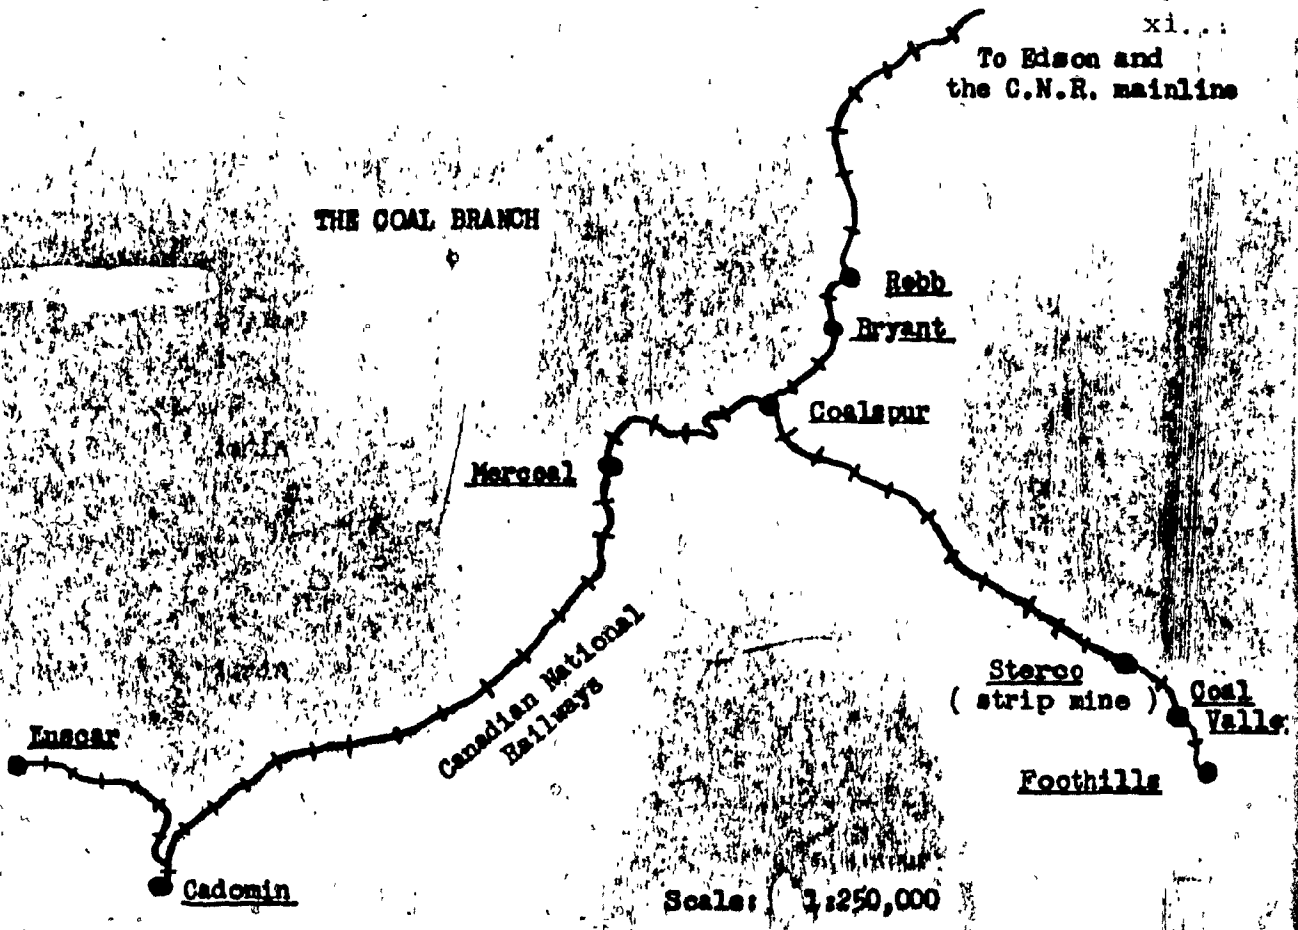 xi...
To Edson and
the C.N.R. mainline
THE COAL BRANCH
Robb
Bryant
Coalspur
Mercoal
Canadian National
Railways
Sterco
( strip mine )
Coal
Valle
Luscar
Foothills
Cadomin
Scale: 1:250,000